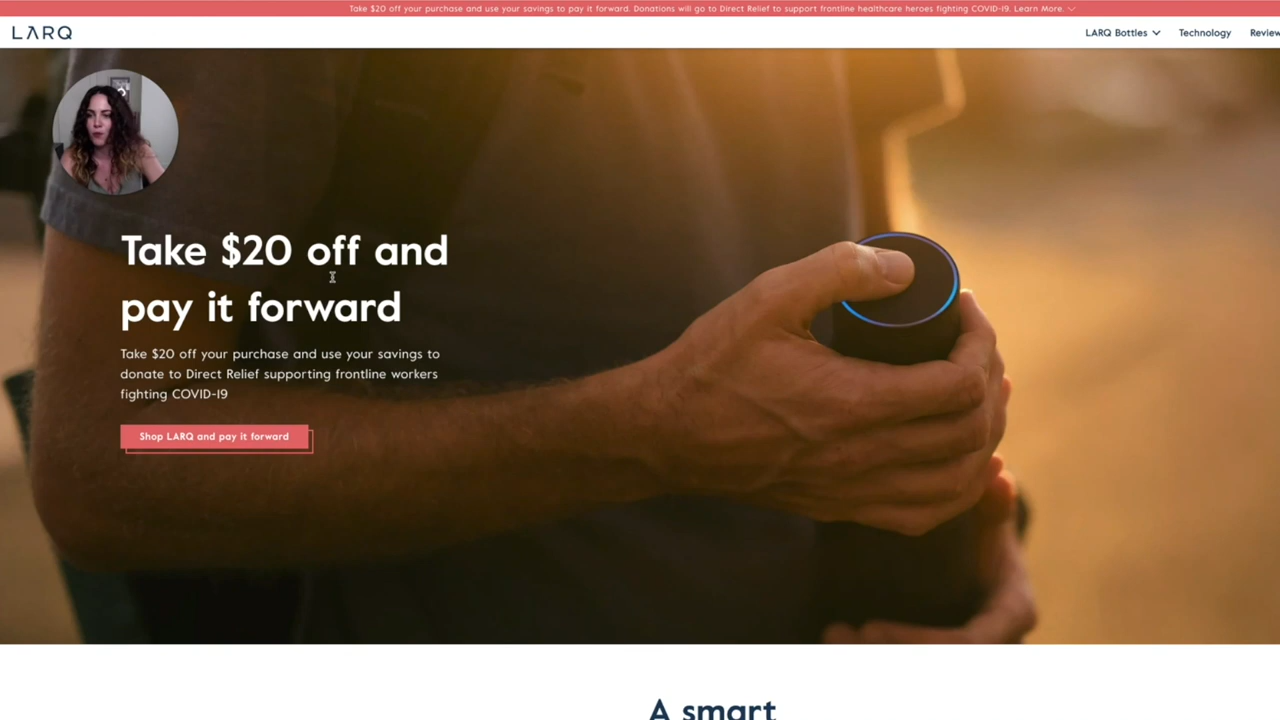 Take $20 off your purchase and use your savings to pay it forward. Donations will go to Direct Relief to support frontline healthcare heroes fighting COVID-19. Learn More.
LARQ
LARQ Bottles
Technology
Review
Take $20 off and
pay it forward
Take $20 off your purchase and use your savings to
donate to Direct Relief supporting frontline workers
fighting COVID-19
Shop LARQ and pay it forward
A smart